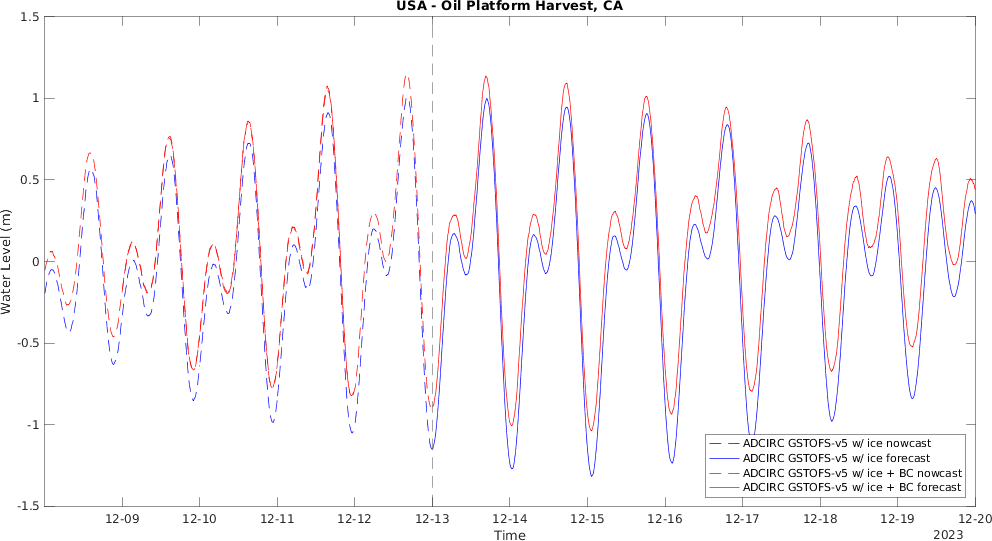 USA - Oil Platform Harvest, CA
1.5
1
0.5
0
-0.5
-1
-1.5
Water Level (m)
12-09 12-10 12-11 12-12 12-13 12-14 12-15 12-16 12-17 12-18 12-19 12-20
Time
2023
ADCIRC GSTOFS-v5 w/ ice nowcast
ADCIRC GSTOFS-v5 w/ ice forecast
ADCIRC GSTOFS-v5 w/ ice + BC nowcast
ADCIRC GSTOFS-v5 w/ ice + BC forecast